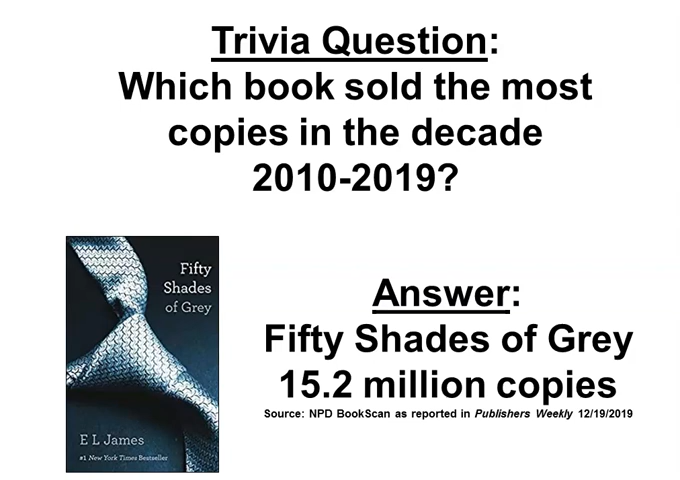 Trivia Question:
Which book sold the most
copies in the decade
2010-2019?
Fifty
Shades
of Grey
E L James
#1 New York Times Bestseller
Answer:
Fifty Shades of Grey
15.2 million copies
Source: NPD BookScan as reported in Publishers Weekly 12/19/2019